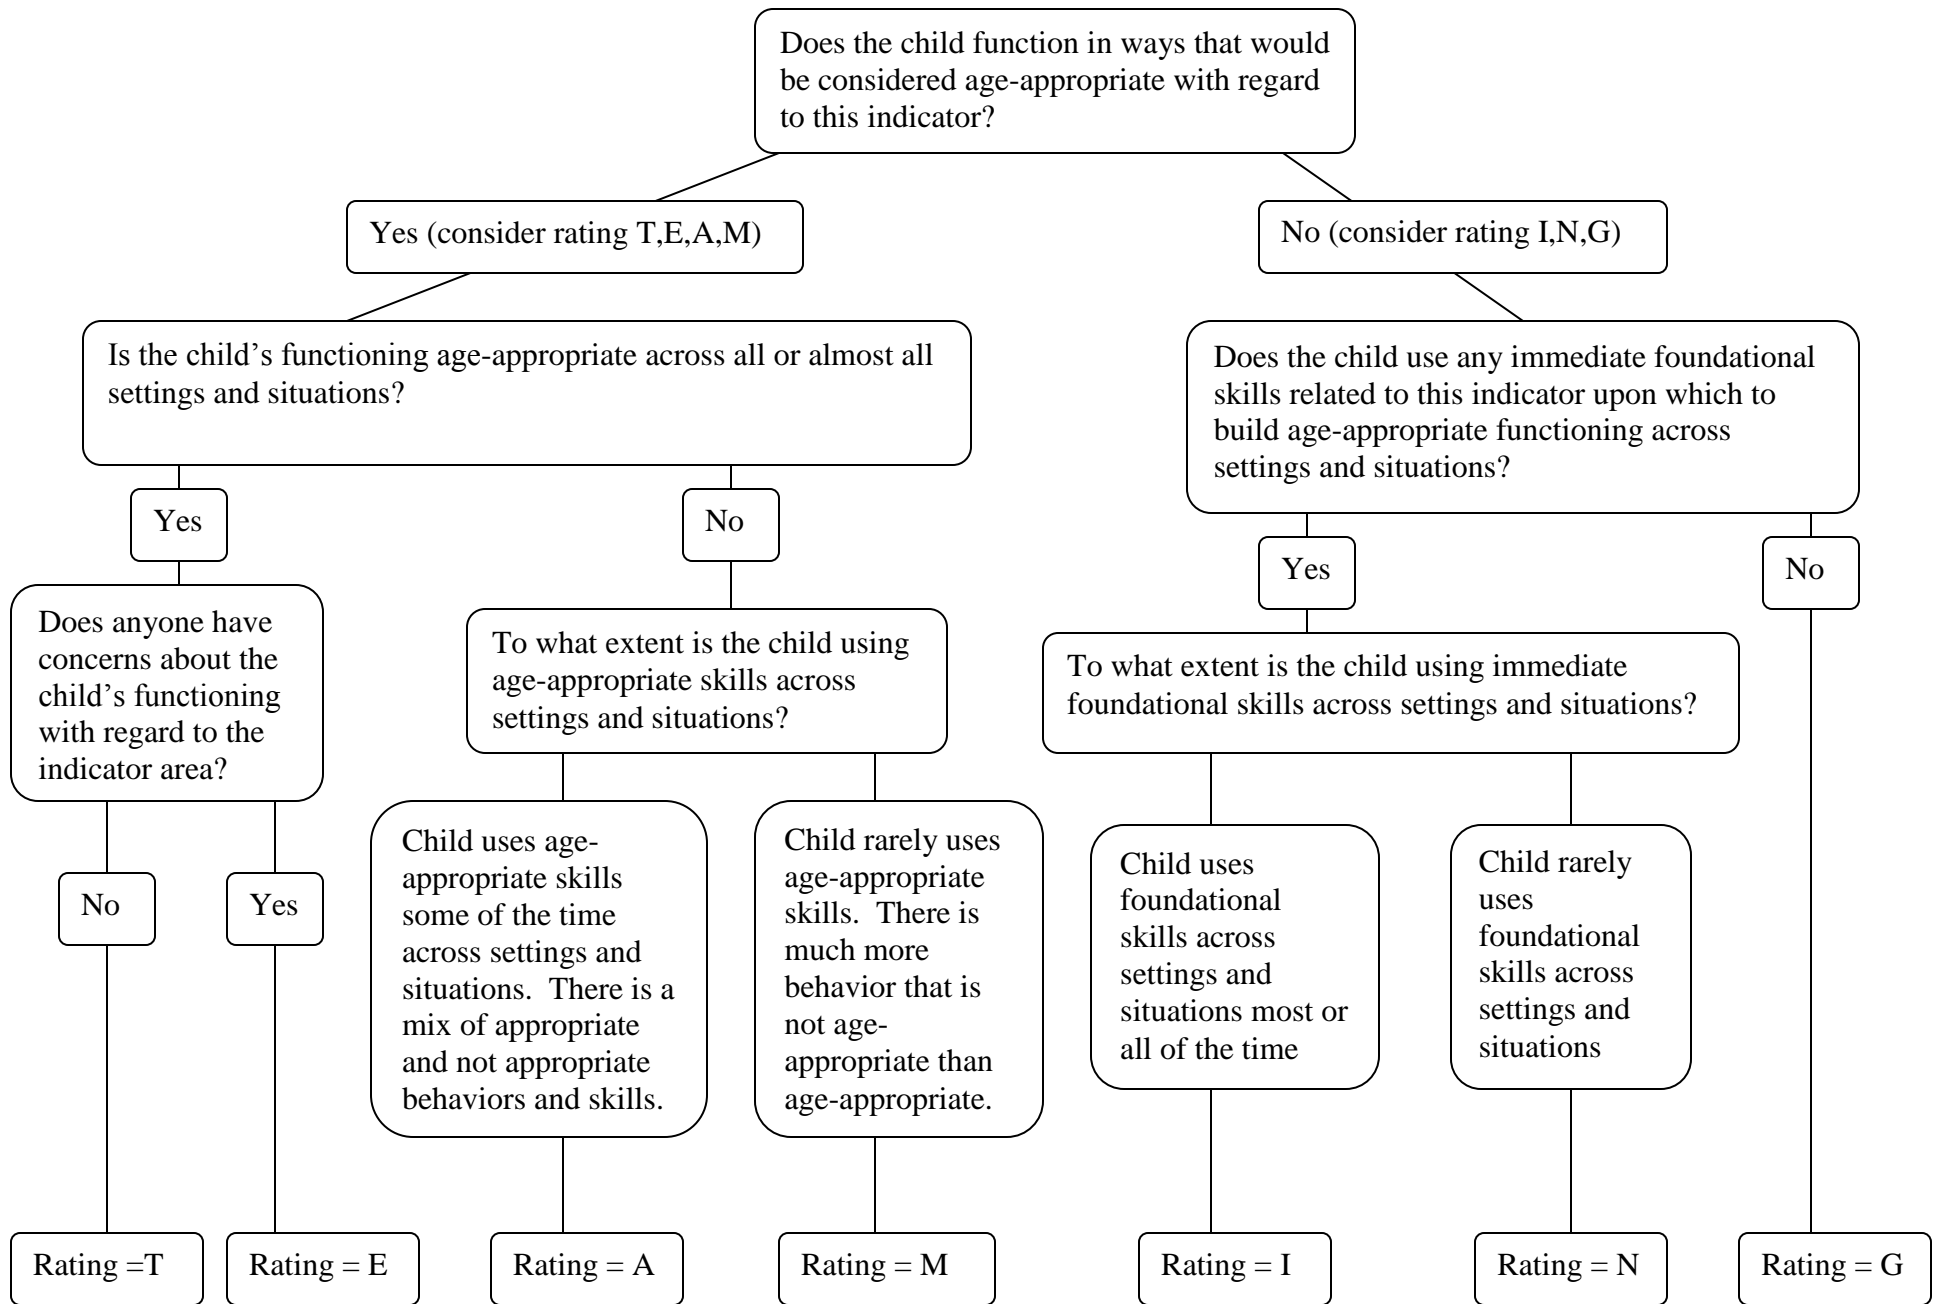 Does the child function in ways that would
be considered age-appropriate with regard
to this indicator?
Yes (consider rating T,E,A,M)
No (consider rating I,N,G)
Is the child’s functioning age-appropriate across all or almost all
settings and situations?
Does the child use any immediate foundational
skills related to this indicator upon which to
build age-appropriate functioning across
settings and situations?
Yes
No
Yes
No
Does anyone have
concerns about the
child’s functioning
with regard to the
indicator area?
To what extent is the child using
age-appropriate skills across
settings and situations?
To what extent is the child using immediate
foundational skills across settings and situations?
No
Yes
Child uses age-
appropriate skills
some of the time
across settings and
situations.  There is a
mix of appropriate
and not appropriate
behaviors and skills.
Child rarely uses
age-appropriate
skills.  There is
much more
behavior that is
not age-
appropriate than
age-appropriate.
Child uses
foundational
skills across
settings and
situations most or
all of the time
Child rarely
uses
foundational
skills across
settings and
situations
Rating =T
Rating = E
Rating = A
Rating = M
Rating = I
Rating = N
Rating = G